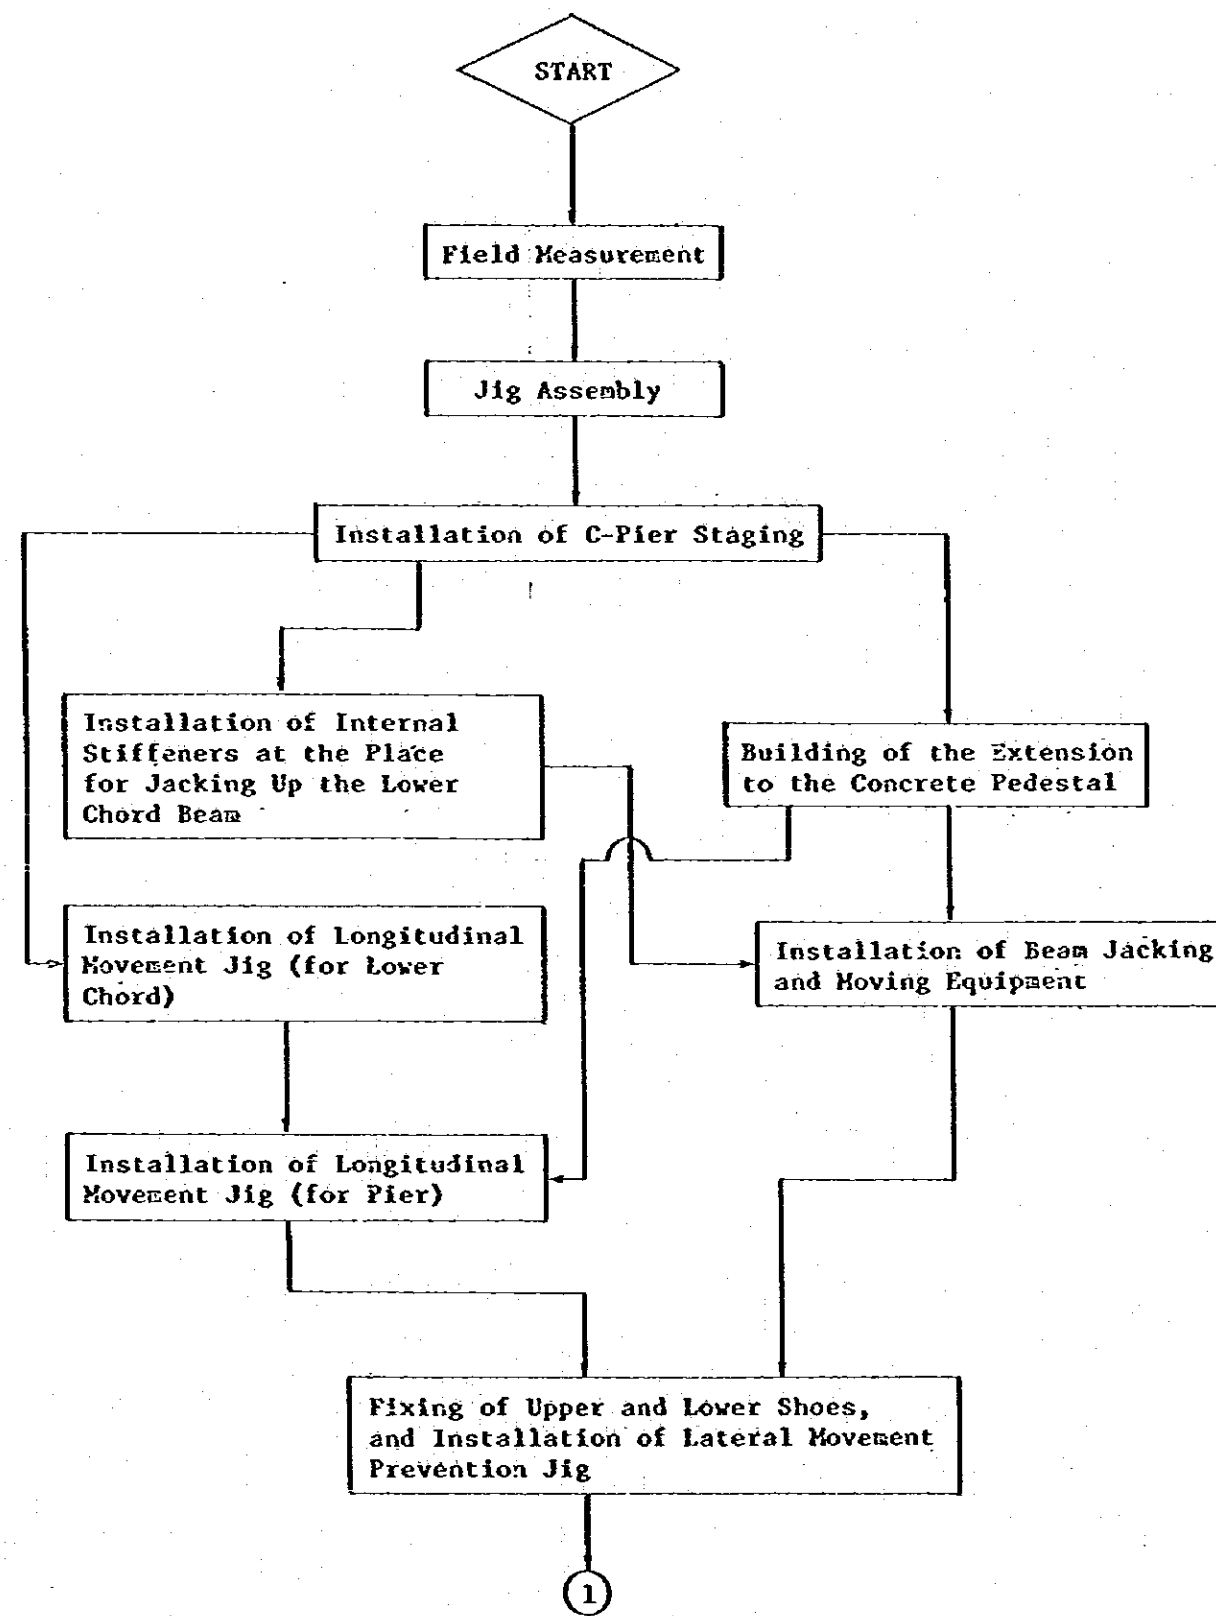 START
Field Measurement
Jig Assembly
Installation of C-Pier Staging
Installation of Internal
Stiffeners at the Place
for Jacking Up the Lower
Chord Beam
Building of the Extension
to the Concrete Pedestal
Installation of Longitudinal
Movement Jig (for Lower
Chord)
Installation of Beam Jacking
and Moving Equipment
Installation of Longitudinal
Movement Jig (for Pier)
Fixing of Upper and Lower Shoes,
and Installation of Lateral Movement
Prevention Jig
1